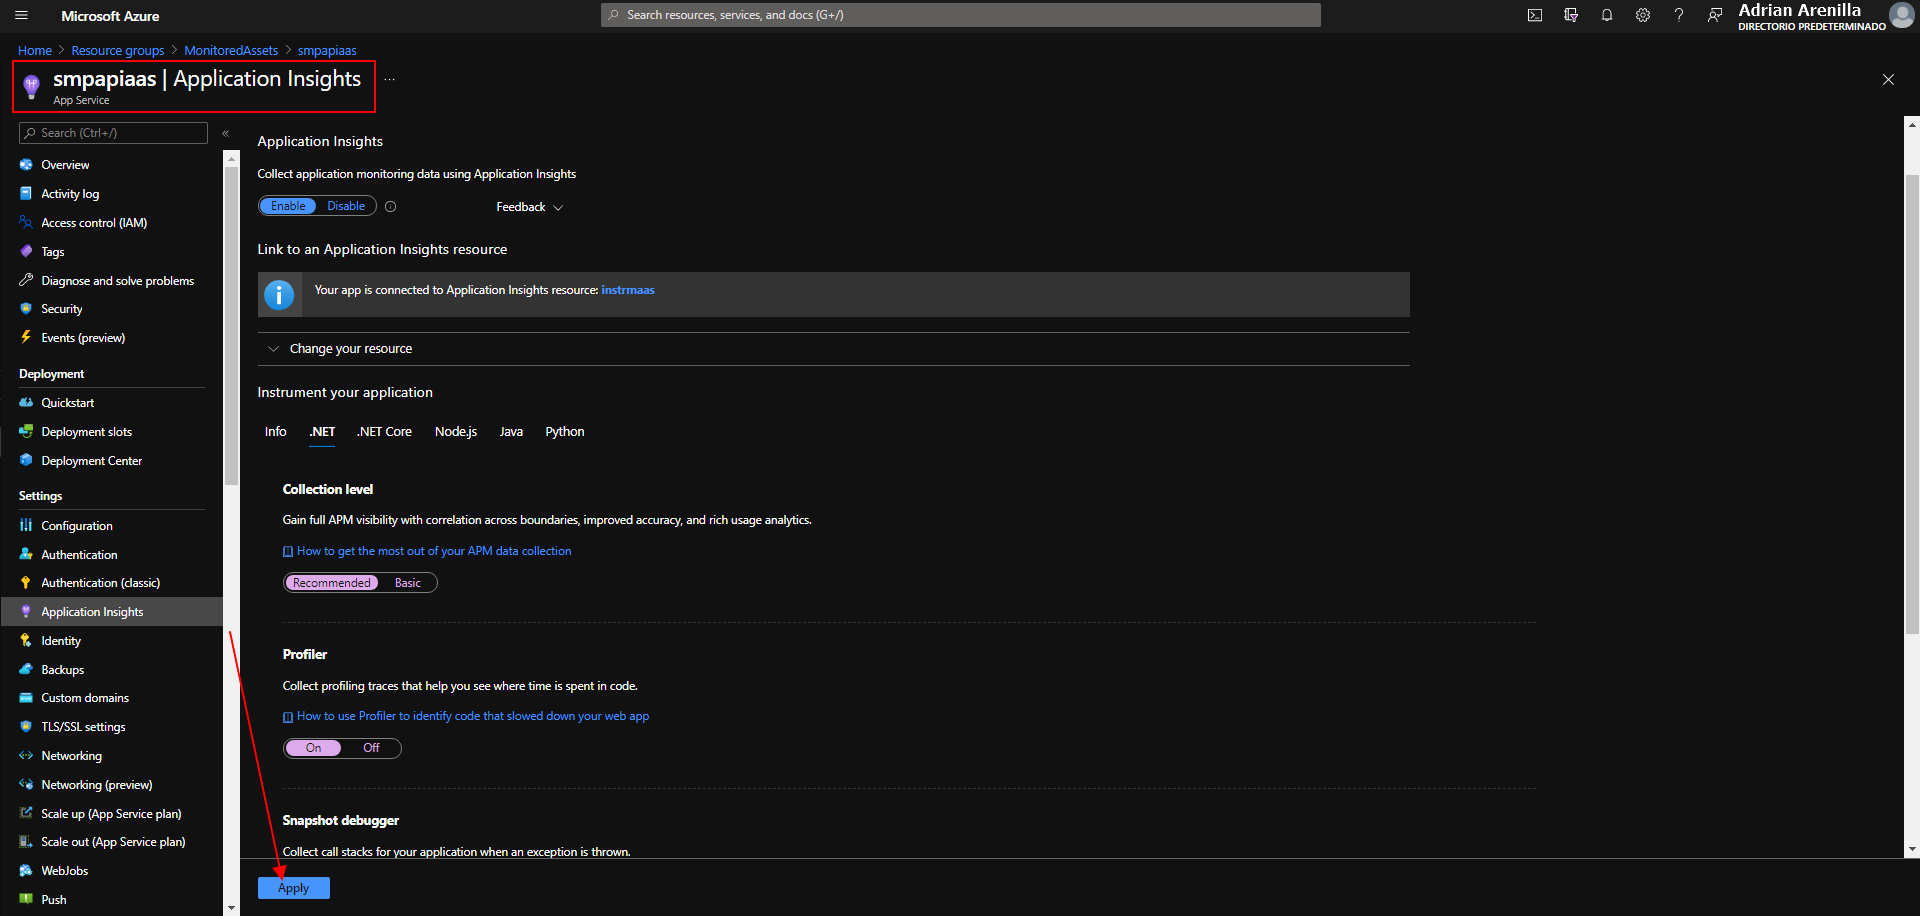 Microsoft Azure
Search resources, services, and docs (G+/)
Adrian Arenilla
DIRECTORIO PREDETERMINADO
Home > Resource groups > MonitoredAssets > smpapiaas
smpapiaas | Application Insights ...
App Service
Search (Ctrl+/)
«
Overview
Activity log
Access control (IAM)
Tags
Diagnose and solve problems
Security
Events (preview)
Deployment
Quickstart
Deployment slots
Deployment Center
Settings
Configuration
Authentication
Authentication (classic)
Application Insights
Identity
Backups
Custom domains
TLS/SSL settings
Networking
Networking (preview)
Scale up (App Service plan)
Scale out (App Service plan)
WebJobs
Push
Application Insights
Collect application monitoring data using Application Insights
Enable Disable
Feedback
Link to an Application Insights resource
Your app is connected to Application Insights resource: instrmaas
Change your resource
Instrument your application
Info .NET .NET Core Node.js Java Python
Collection level
Gain full APM visibility with correlation across boundaries, improved accuracy, and rich usage analytics.
How to get the most out of your APM data collection
Recommended Basic
Profiler
Collect profiling traces that help you see where time is spent in code.
How to use Profiler to identify code that slowed down your web app
On Off
Snapshot debugger
Collect call stacks for your application when an exception is thrown.
Apply